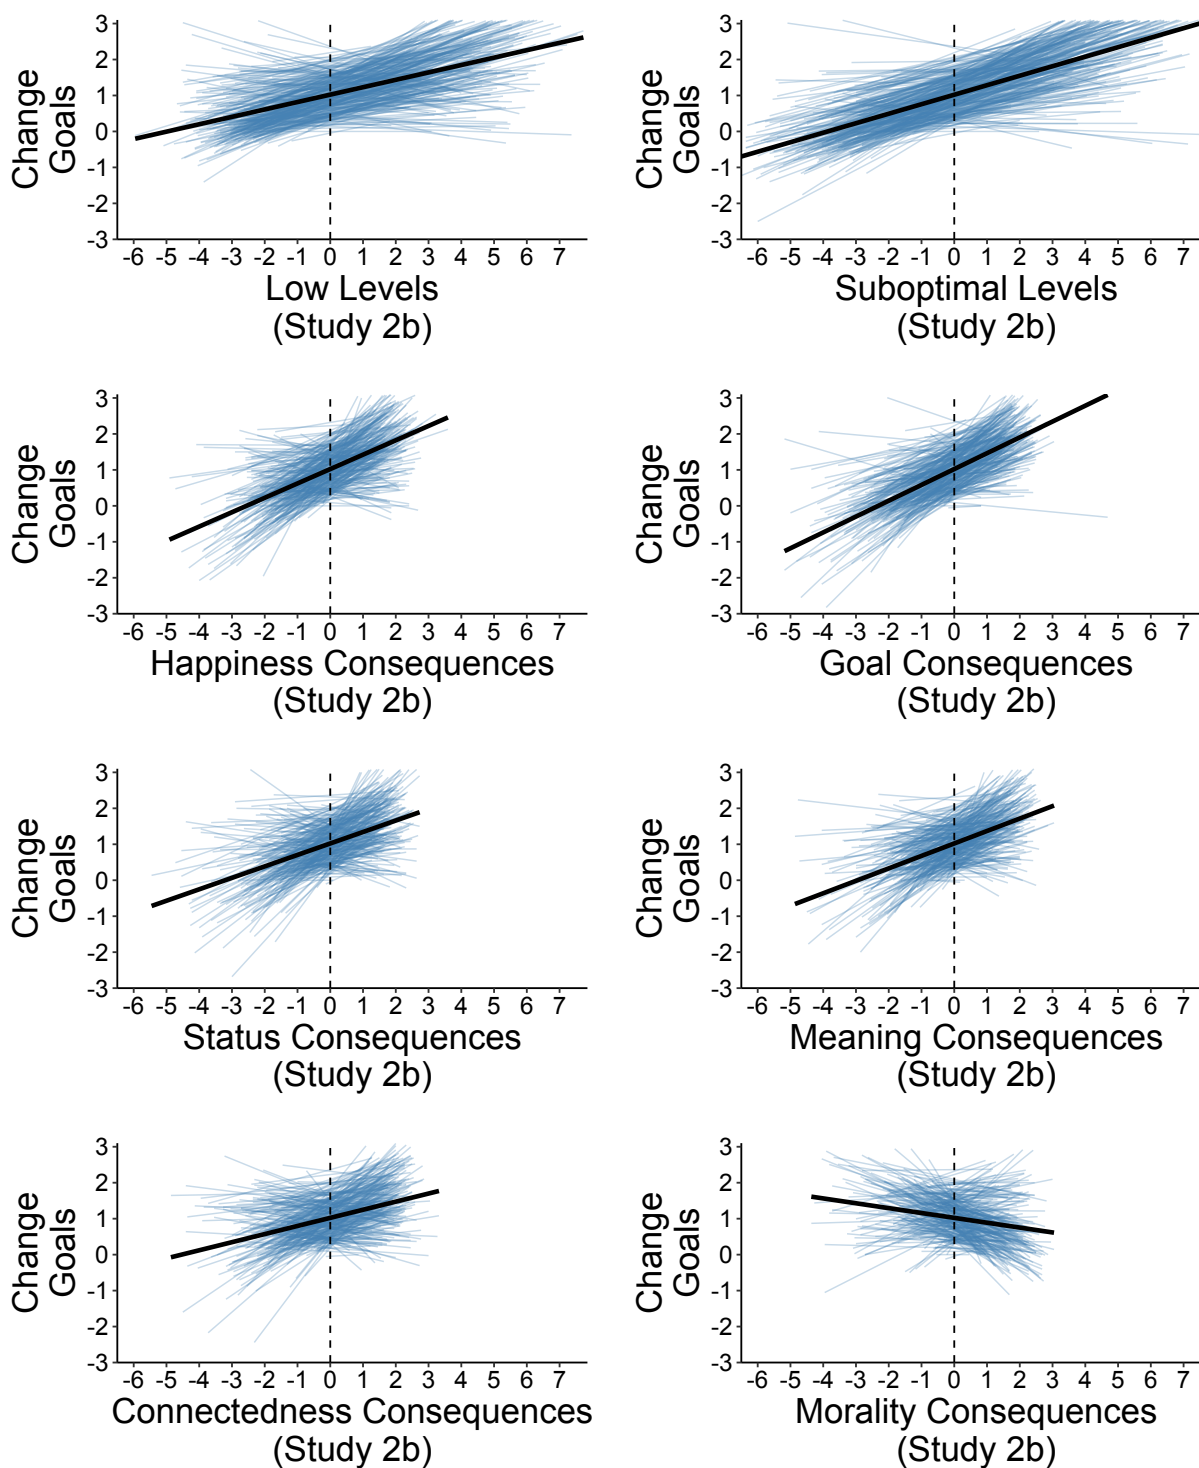 Change
Goals
3
2
1
0
-1
-2
-3
-6 -5 -4 -3 -2 -1 0 1 2 3 4 5 6 7
Low Levels
(Study 2b)
Change
Goals
3
2
1
0
-1
-2
-3
-6 -5 -4 -3 -2 -1 0 1 2 3 4 5 6 7
Suboptimal Levels
(Study 2b)
Change
Goals
3
2
1
0
-1
-2
-3
-6 -5 -4 -3 -2 -1 0 1 2 3 4 5 6 7
Happiness Consequences
(Study 2b)
Change
Goals
3
2
1
0
-1
-2
-3
-6 -5 -4 -3 -2 -1 0 1 2 3 4 5 6 7
Goal Consequences
(Study 2b)
Change
Goals
3
2
1
0
-1
-2
-3
-6 -5 -4 -3 -2 -1 0 1 2 3 4 5 6 7
Status Consequences
(Study 2b)
Change
Goals
3
2
1
0
-1
-2
-3
-6 -5 -4 -3 -2 -1 0 1 2 3 4 5 6 7
Meaning Consequences
(Study 2b)
Change
Goals
3
2
1
0
-1
-2
-3
-6 -5 -4 -3 -2 -1 0 1 2 3 4 5 6 7
Connectedness Consequences
(Study 2b)
Change
Goals
3
2
1
0
-1
-2
-3
-6 -5 -4 -3 -2 -1 0 1 2 3 4 5 6 7
Morality Consequences
(Study 2b)